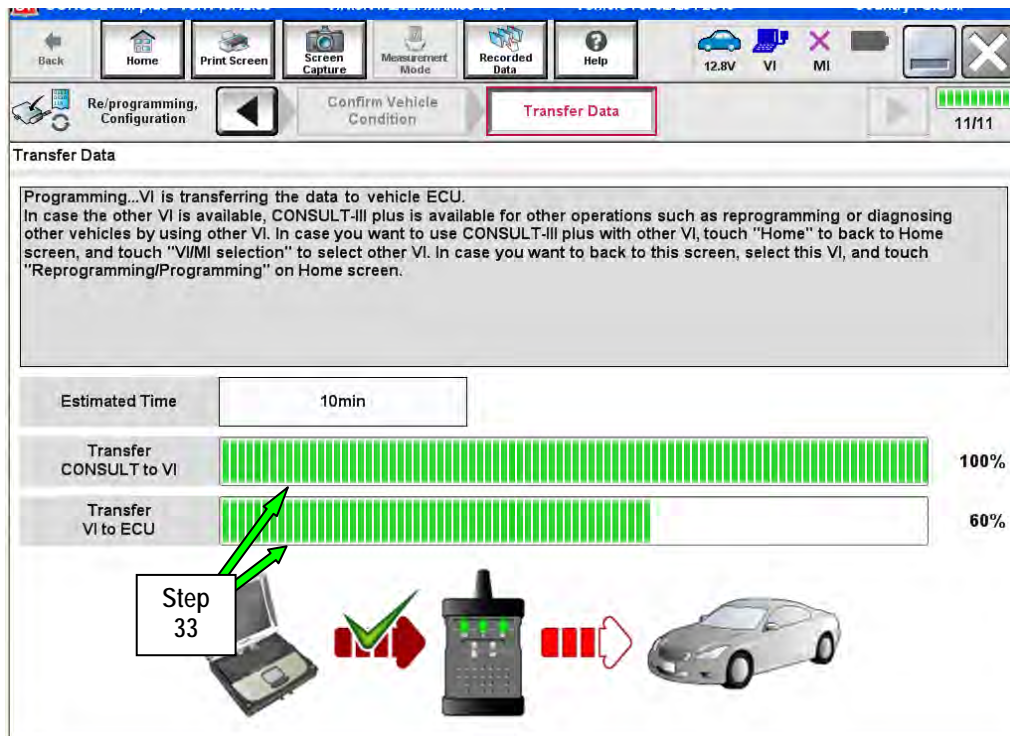 Back
Home
Print Screen
Screen
Capture
Measurement
Mode
Recorded
Data
Help
12.8V
VI
MI
Re/programming,
Configuration
Confirm Vehicle
Condition
Transfer Data
11/11
Transfer Data
Programming...VI is transferring the data to vehicle ECU.
In case the other VI is available, CONSULT-III plus is available for other operations such as reprogramming or diagnosing
other vehicles by using other VI. In case you want to use CONSULT-III plus with other VI, touch "Home" to back to Home
screen, and touch "VI/MI selection" to select other VI. In case you want to back to this screen, select this VI, and touch
"Reprogramming/Programming" on Home screen.
Estimated Time
10min
Transfer
CONSULT to VI
100%
Transfer
VI to ECU
60%
Step
33